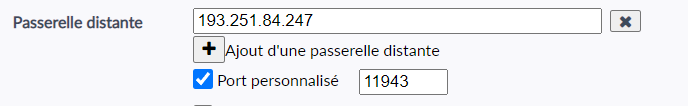 Passerelle distante 193.251.84.247
Ajout d'une passerelle distante
Port personnalisé 11943